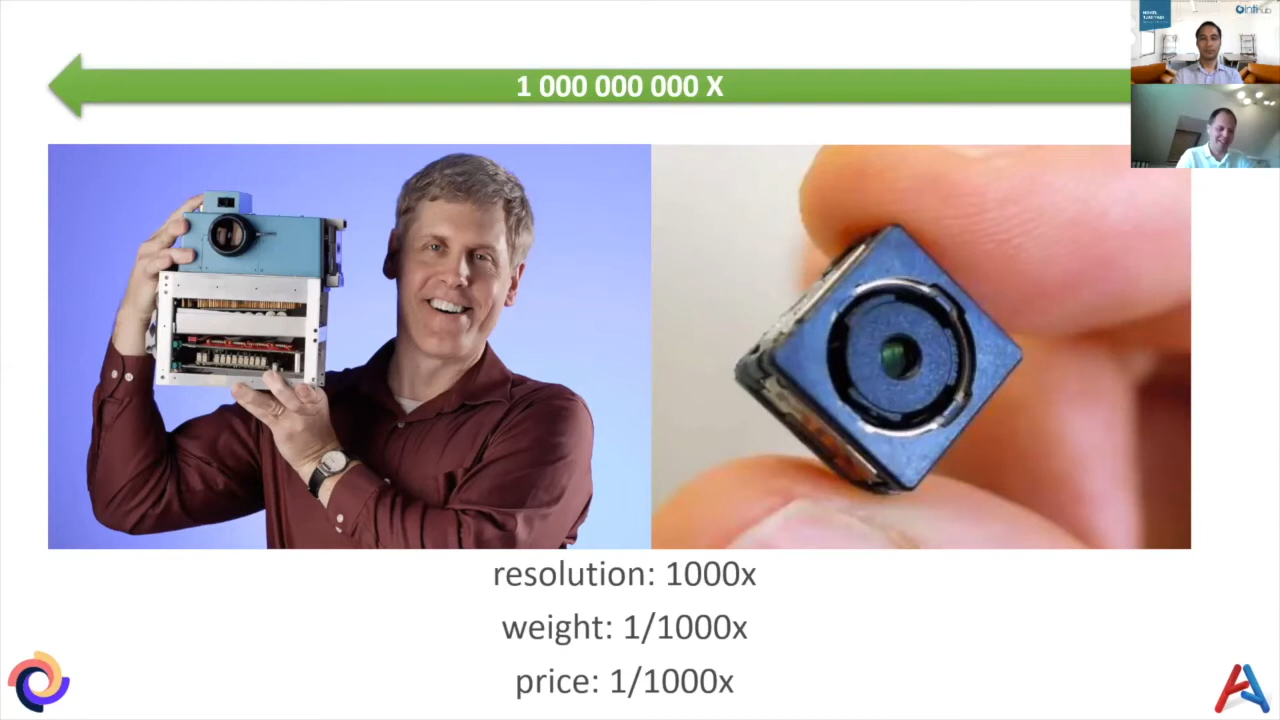 1 000 000 000 X
resolution: 1000x
weight: 1/1000x
price: 1/1000x